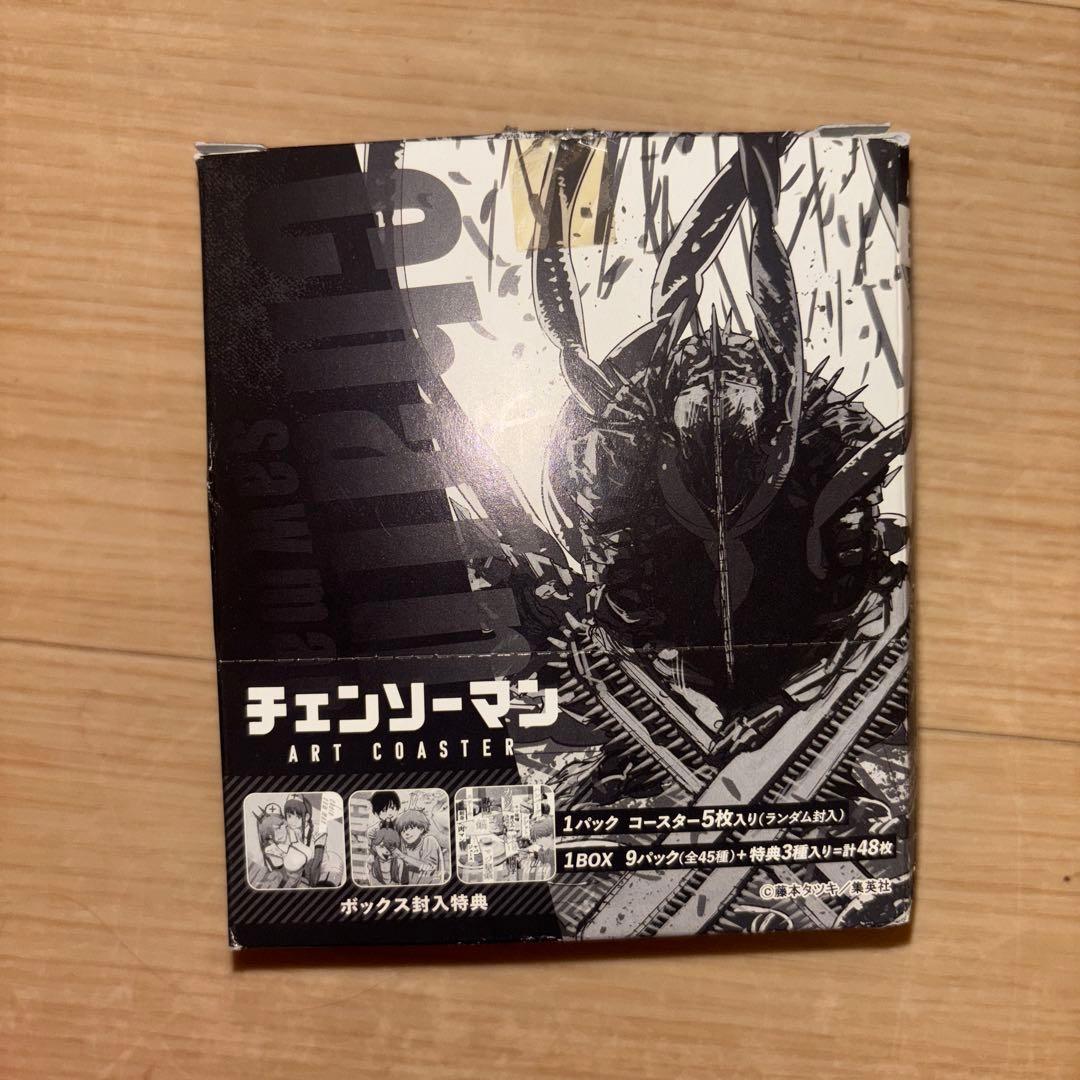 Chain
saw man
チェンソーマン
ART COASTER
1パック コースター5枚入り(ランダム封入)
1BOX 9パック(全45種)+特典3種入り=計48枚
©藤本タツキ/集英社
ボックス封入特典